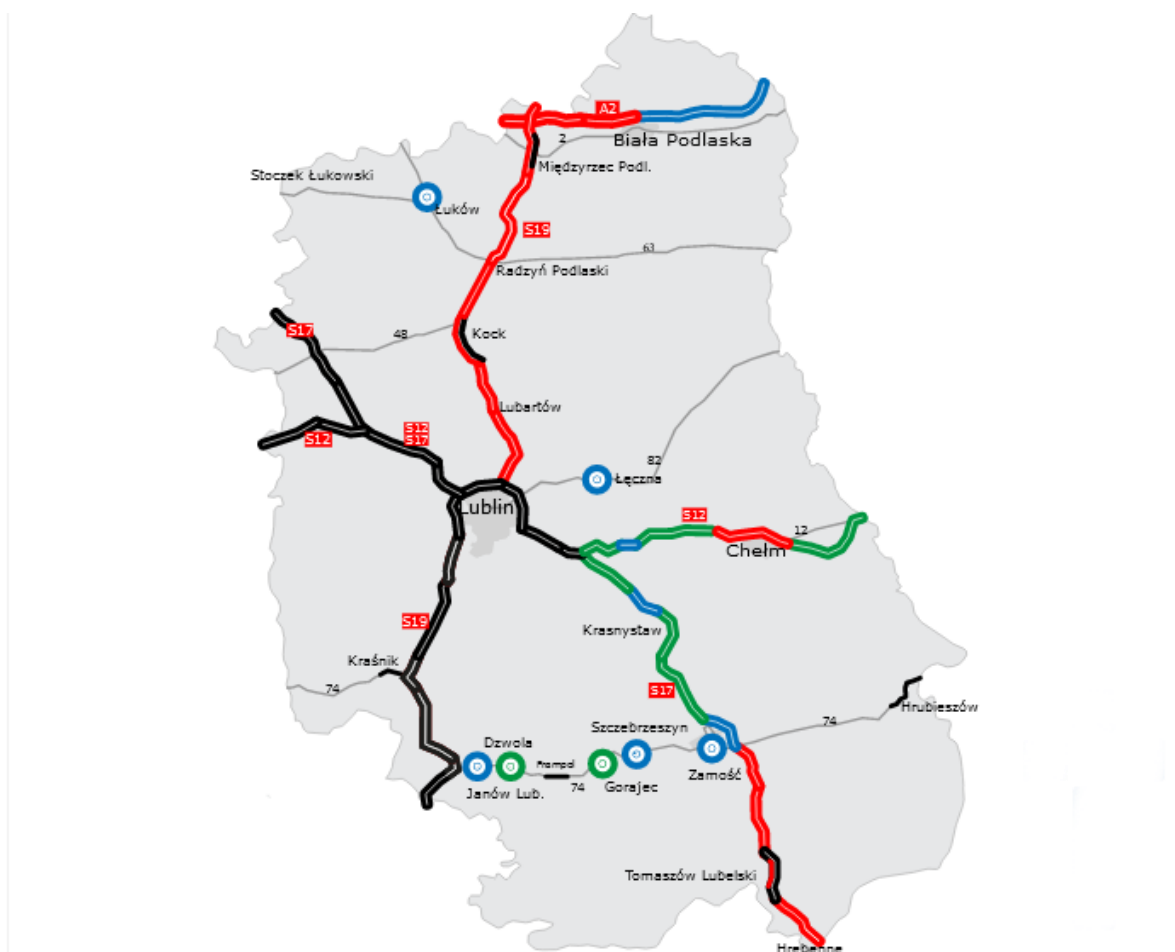 A2
2
Biała Podlaska
Międzyrzec Podl.
Stoczek Łukowski
Łuków
S19
63
Radzyń Podlaski
S17
48
Kock
Lubartów
S12
S12
S17
82
Łęczna
Lublin
S12
12
Chełm
S19
Krasnystaw
Kraśnik
74
S17
Hrubieszów
74
Szczebrzeszyn
Dzwola
Frampol
Zamość
Janów Lub.
74
Gorajec
Tomaszów Lubelski
Hrebenne